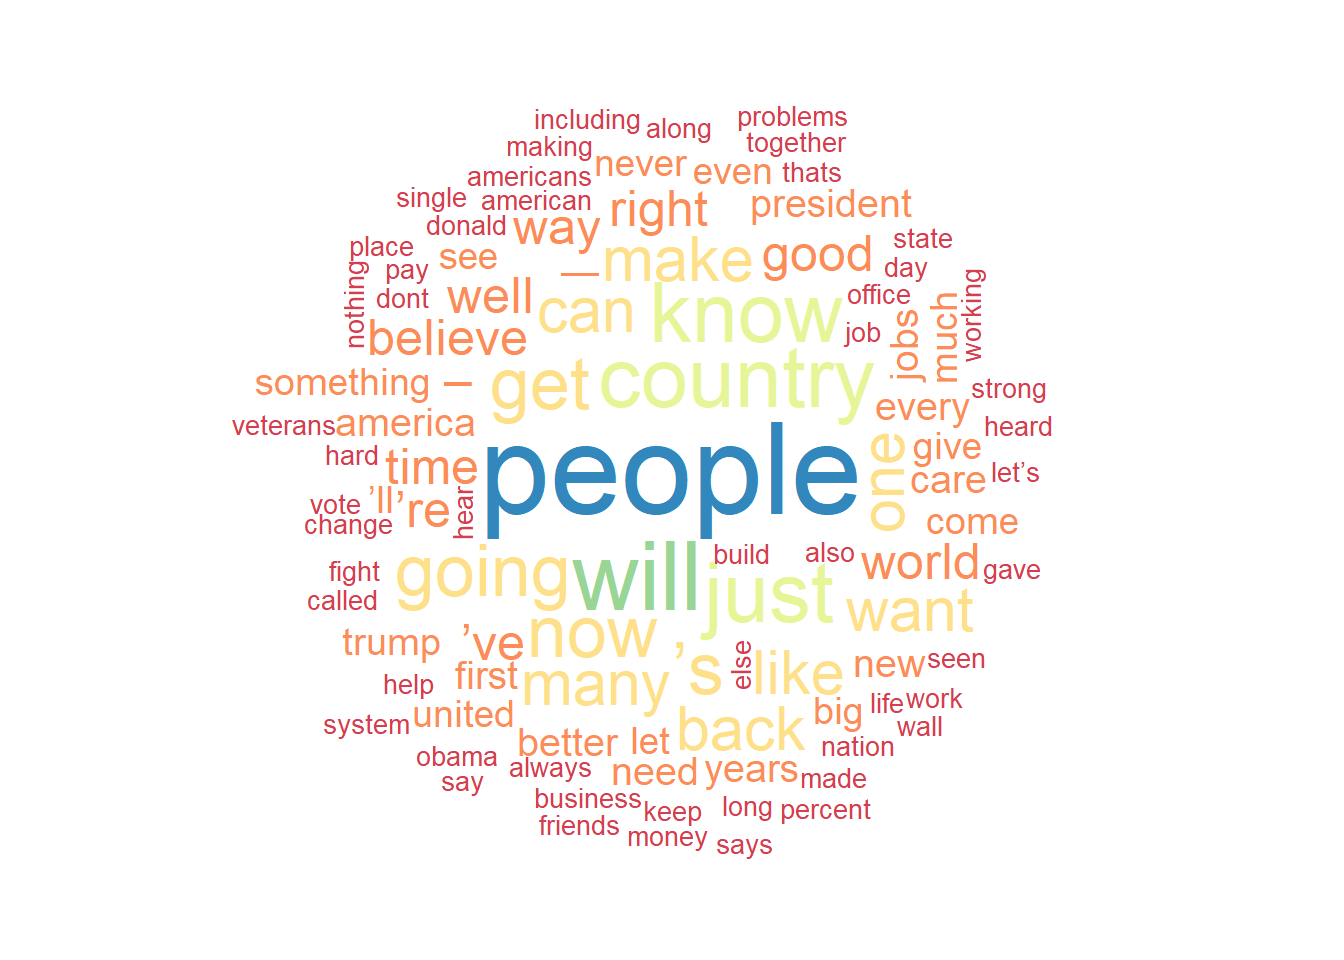 including
along
problems
making
together
americans
never
even
thats
single
american
right
president
donald
way
place
see
—
make
good
state
pay
day
nothing
dont
well
can
know
office
working
believe
job
jobs
much
something
–
get
country
strong
veterans
america
every
heard
hard
time
people
one
give
care
let’s
vote
’ll
’re
hear
come
change
fight
going
will
build
also
world
gave
called
just
want
trump
’ve
now
’s
else
like
new
seen
help
first
many
life
work
system
united
back
big
wall
obama
better
let
nation
say
always
need
years
made
business
keep
long
percent
friends
money
says